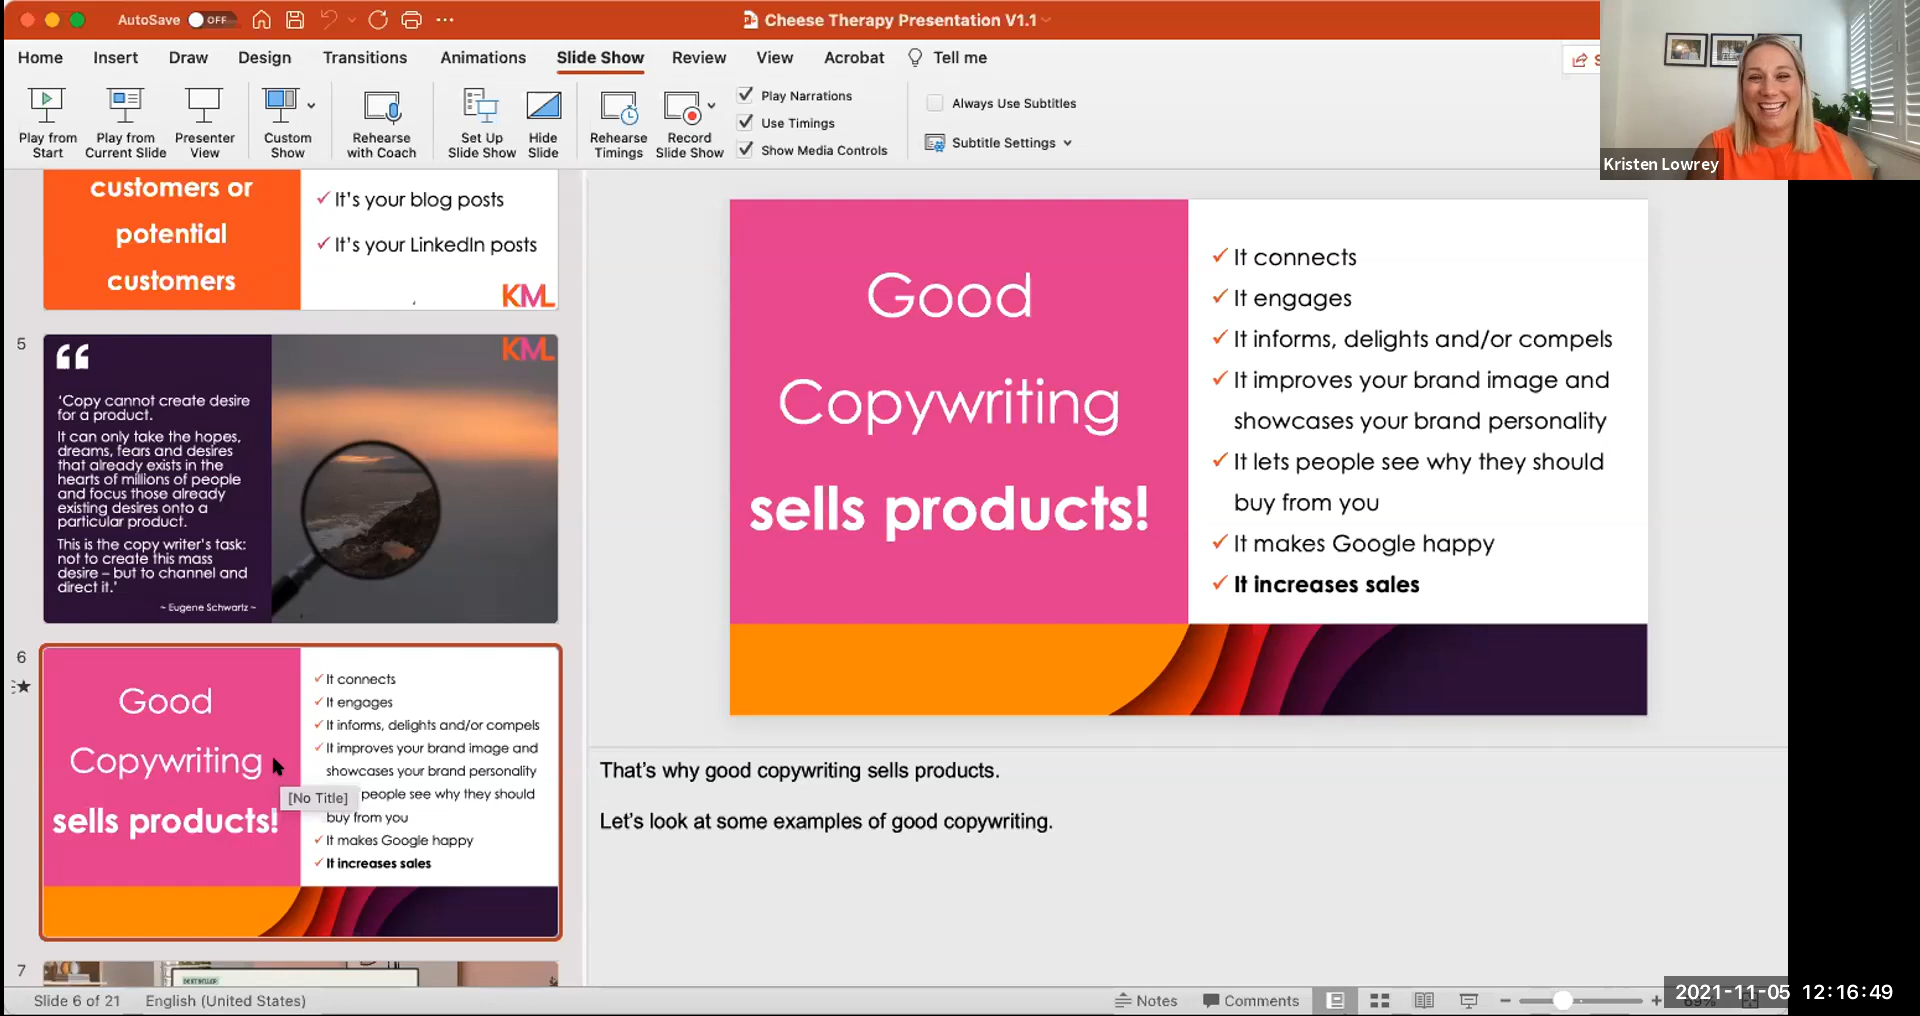 AutoSave OFF
Cheese Therapy Presentation V1.1
Home Insert Draw Design Transitions Animations Slide Show Review View Acrobat Tell me
Play from Start
Play from Current Slide
Presenter View
Custom Show
Rehearse with Coach
Set Up Slide Show
Hide Slide
Rehearse Timings
Record Slide Show
Play Narrations
Use Timings
Show Media Controls
Always Use Subtitles
Subtitle Settings
Kristen Lowrey
customers or
potential
customers
✓ It's your blog posts
✓ It's your LinkedIn posts
KML
5
KML
“
‘Copy cannot create desire
for a product.
It can only take the hopes,
dreams, fears and desires
that already exists in the
hearts of millions of people
and focus those already
existing desires onto a
particular product.
This is the copy writer's task:
not to create this mass
desire – but to channel and
direct it.’
~ Eugene Schwartz ~
6
Good
Copywriting
sells products!
✓ It connects
✓ It engages
✓ It informs, delights and/or compels
✓ It improves your brand image and
showcases your brand personality
people see why they should
buy from you
✓ It makes Google happy
✓ It increases sales
[No Title]
7
BESTSELLER
Good
Copywriting
sells products!
✓ It connects
✓ It engages
✓ It informs, delights and/or compels
✓ It improves your brand image and
showcases your brand personality
✓ It lets people see why they should
buy from you
✓ It makes Google happy
✓ It increases sales
That's why good copywriting sells products.
Let's look at some examples of good copywriting.
Slide 6 of 21 English (United States)
Notes Comments
2021-11-05 12:16:49